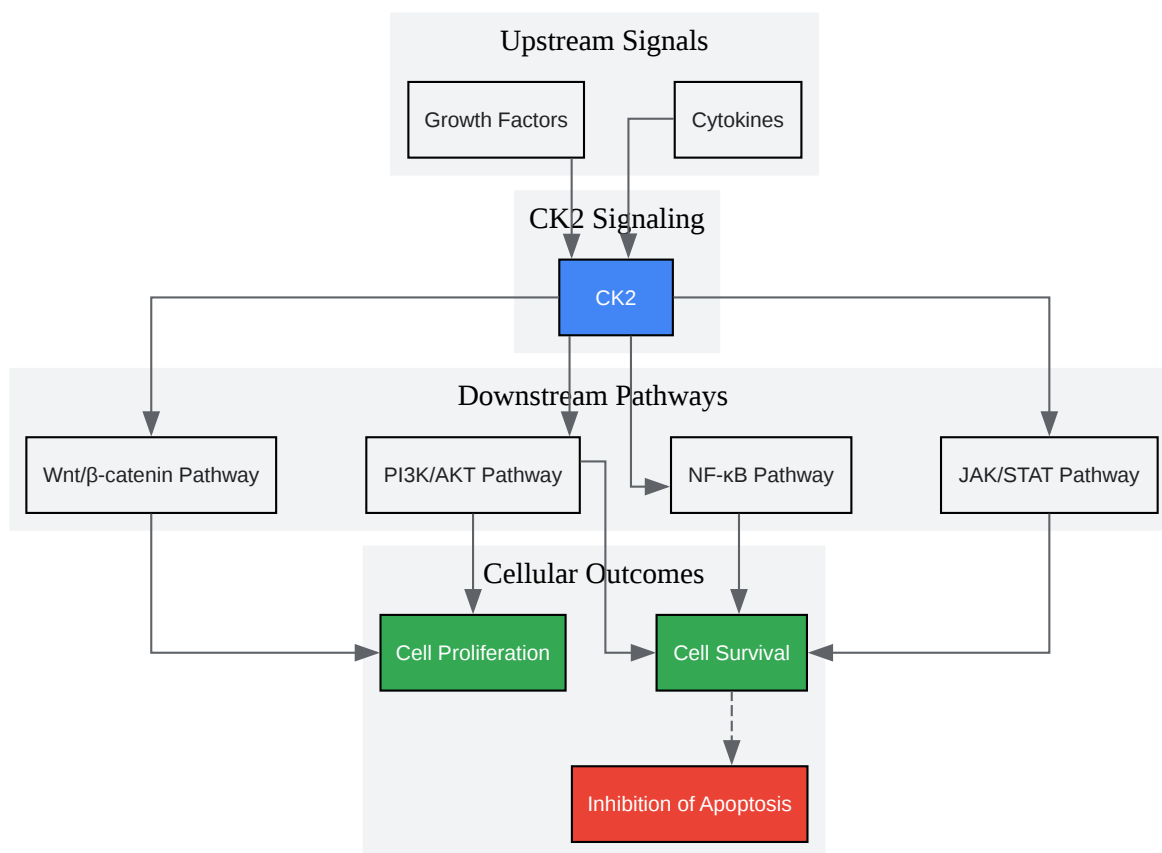 Upstream Signals
Growth Factors
Cytokines
CK2 Signaling
CK2
Downstream Pathways
Wnt/β-catenin Pathway
PI3K/AKT Pathway
NF-κB Pathway
JAK/STAT Pathway
Cellular Outcomes
Cell Proliferation
Cell Survival
Inhibition of Apoptosis